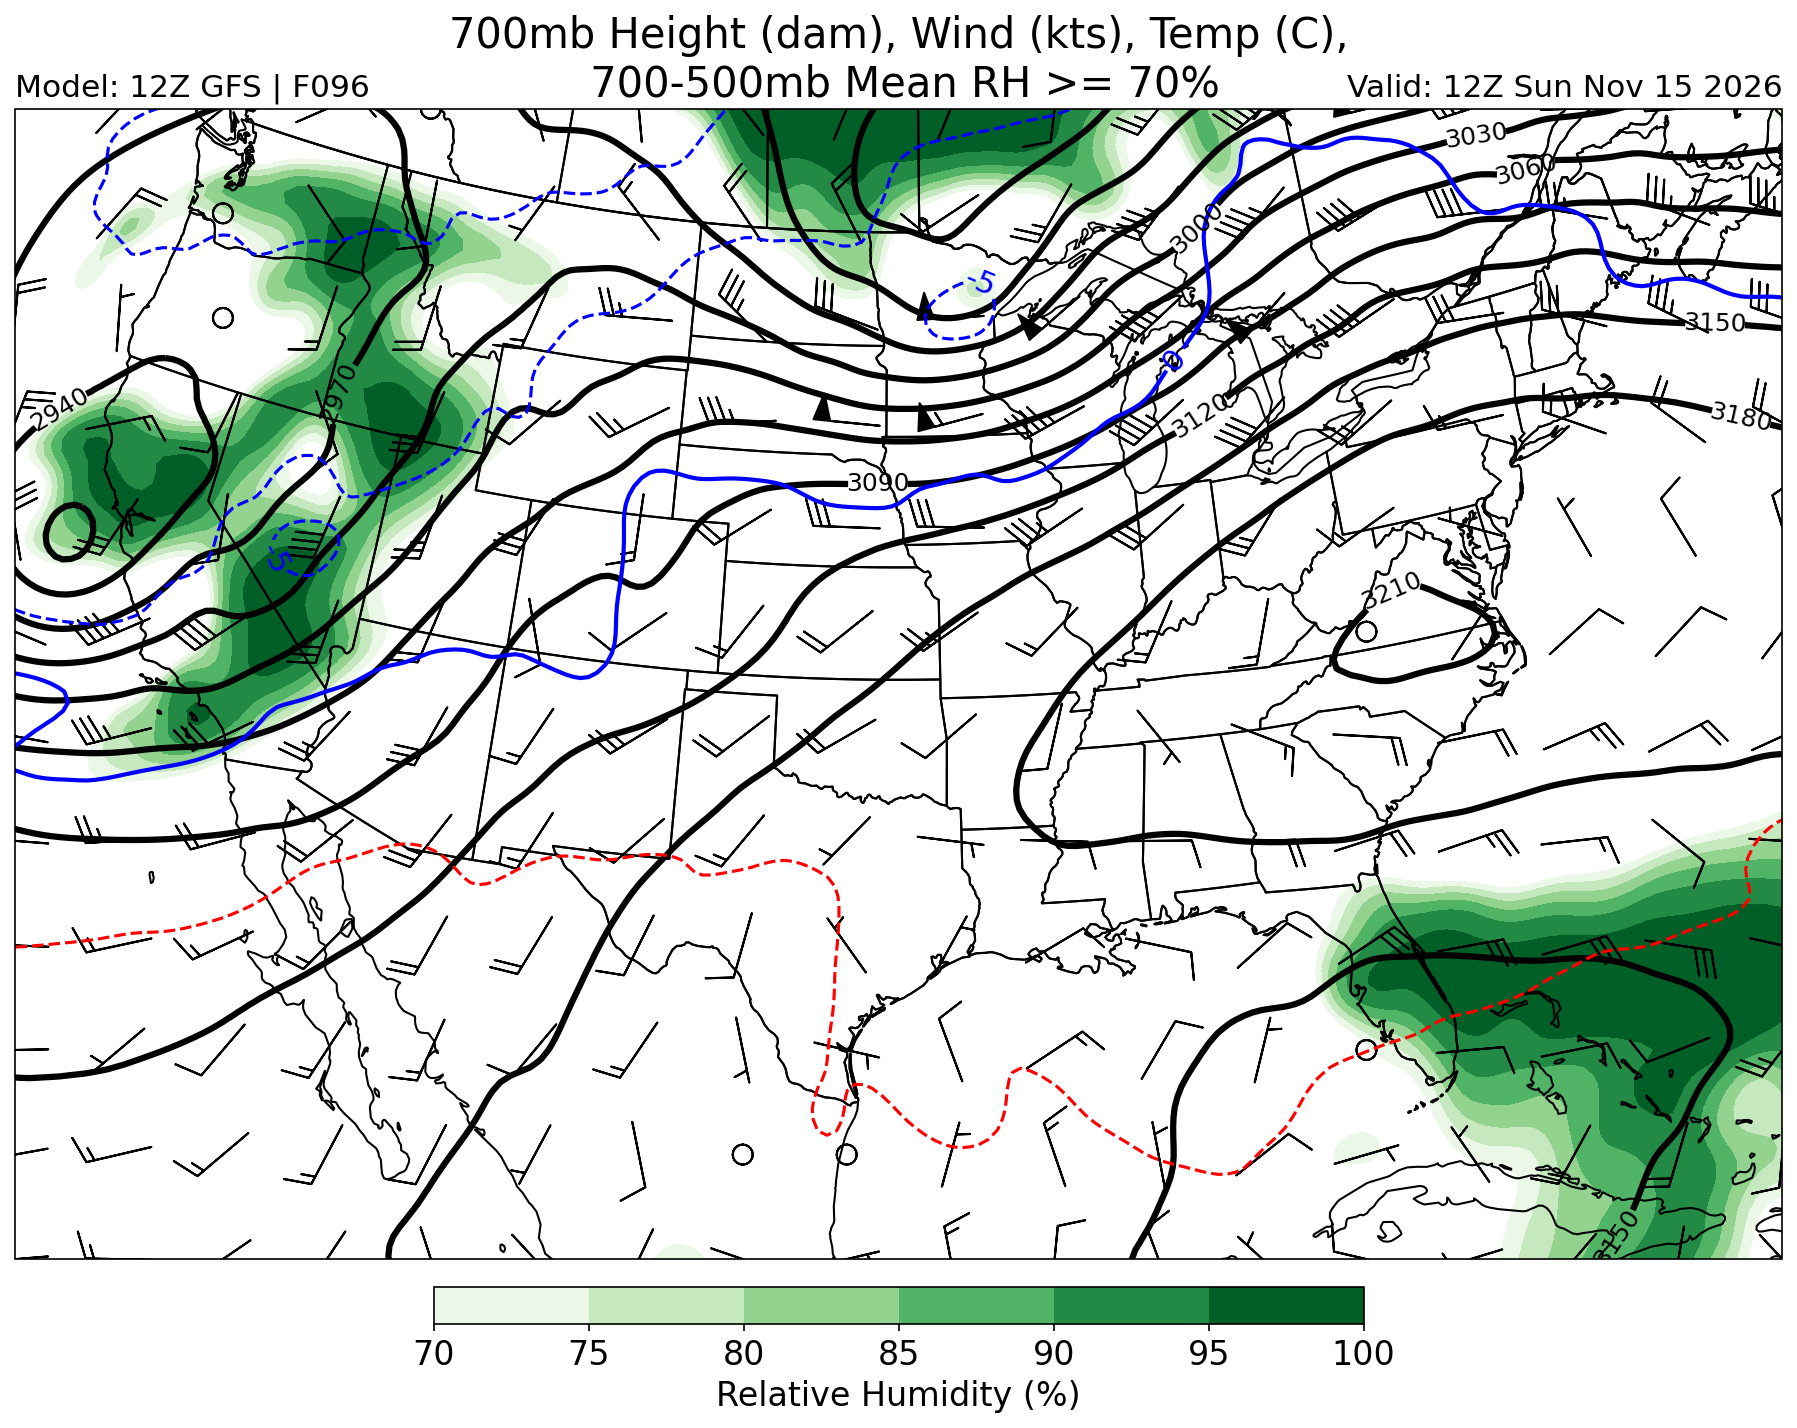 700mb Height (dam), Wind (kts), Temp (C),
Model: 12Z GFS | F096
700-500mb Mean RH >= 70%
Valid: 12Z Sun Nov 15 2026
3030
3060
3000
-5
3150
0
2970
2940
3120
3180
3090
-5
3210
3150
70 75 80 85 90 95 100
Relative Humidity (%)